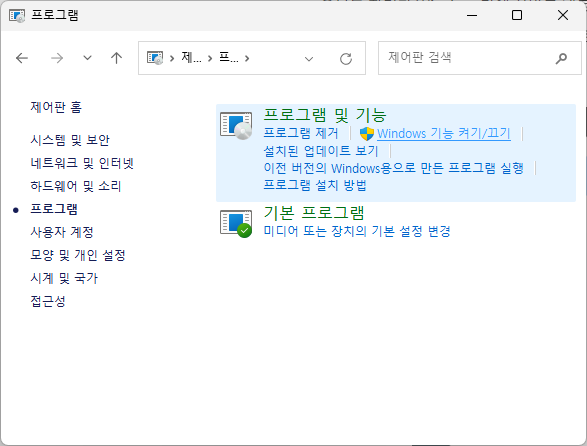 프로그램
제... 프...
제어판 검색
제어판 홈
시스템 및 보안
네트워크 및 인터넷
하드웨어 및 소리
프로그램
사용자 계정
모양 및 개인 설정
시계 및 국가
접근성
프로그램 및 기능
프로그램 제거 Windows 기능 켜기/끄기
설치된 업데이트 보기
이전 버전의 Windows용으로 만든 프로그램 실행
프로그램 설치 방법
기본 프로그램
미디어 또는 장치의 기본 설정 변경